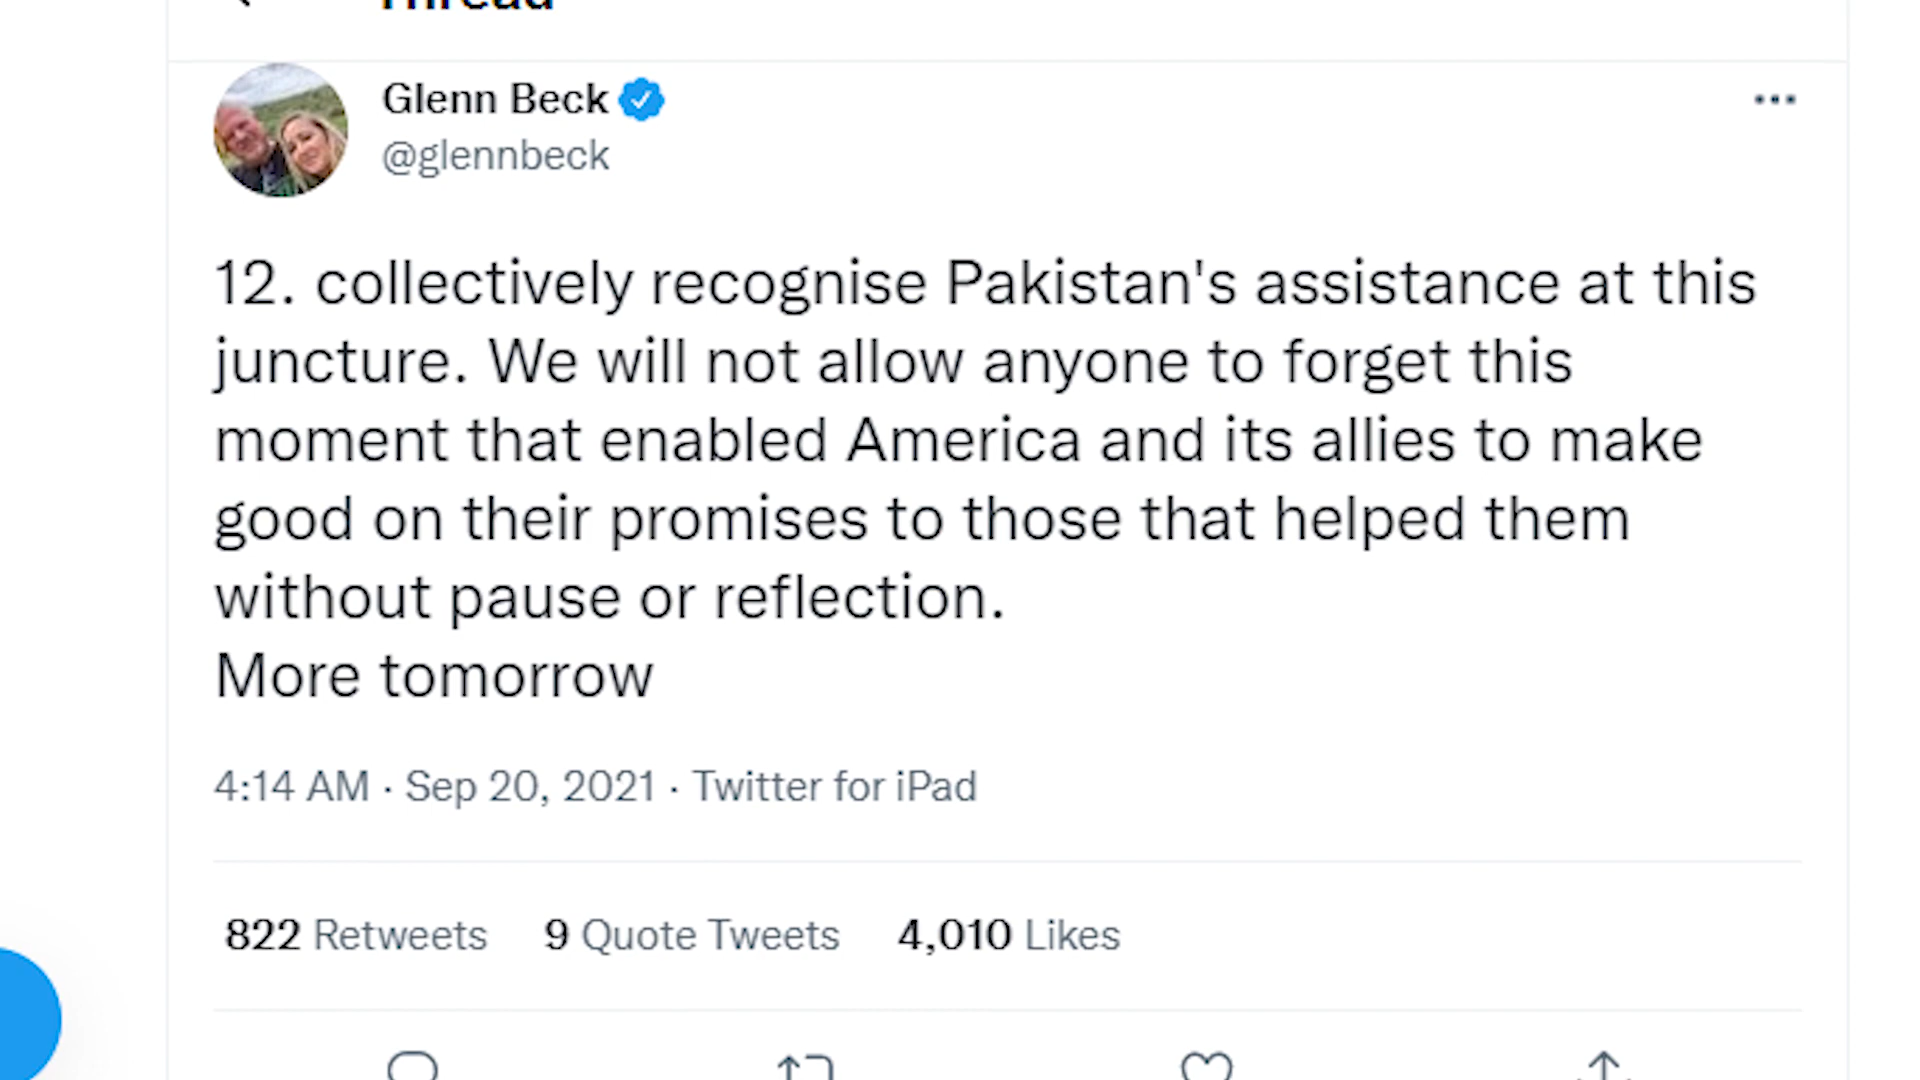 Thread
Glenn Beck
@glennbeck
12. collectively recognise Pakistan's assistance at this
juncture. We will not allow anyone to forget this
moment that enabled America and its allies to make
good on their promises to those that helped them
without pause or reflection.
More tomorrow
4:14 AM · Sep 20, 2021 · Twitter for iPad
822 Retweets 9 Quote Tweets 4,010 Likes